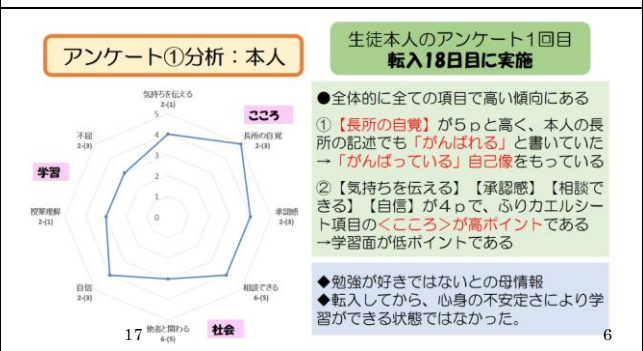 アンケート①分析:本人
生徒本人のアンケート1回目
転入18日目に実施
気持ちを伝える
2-(1)
こころ
長所の自覚
2-(3)
承認感
2-(3)
相談できる
6-(5)
他者と関わる
6-(5)
社会
自信
2-(3)
授業理解
2-(1)
学習
不屈
2-(3)
5
4
3
2
1
0
●全体的に全ての項目で高い傾向にある
①【長所の自覚】が5pと高く、本人の長
所の記述でも「がんばれる」と書いていた
→「がんばっている」自己像をもっている
②【気持ちを伝える】【承認感】【相談で
きる】【自信】が4pで、ふりカエルシー
ト項目の<こころ>が高ポイントである
→学習面が低ポイントである
◆勉強が好きではないとの母情報
◆転入してから、心身の不安定さにより学
習ができる状態ではなかった。
17
6